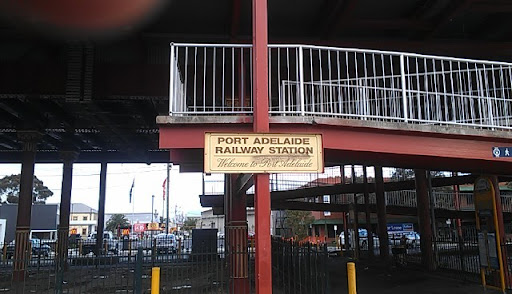 PORT ADELAIDE
RAILWAY STATION
Welcome to Port Adelaide